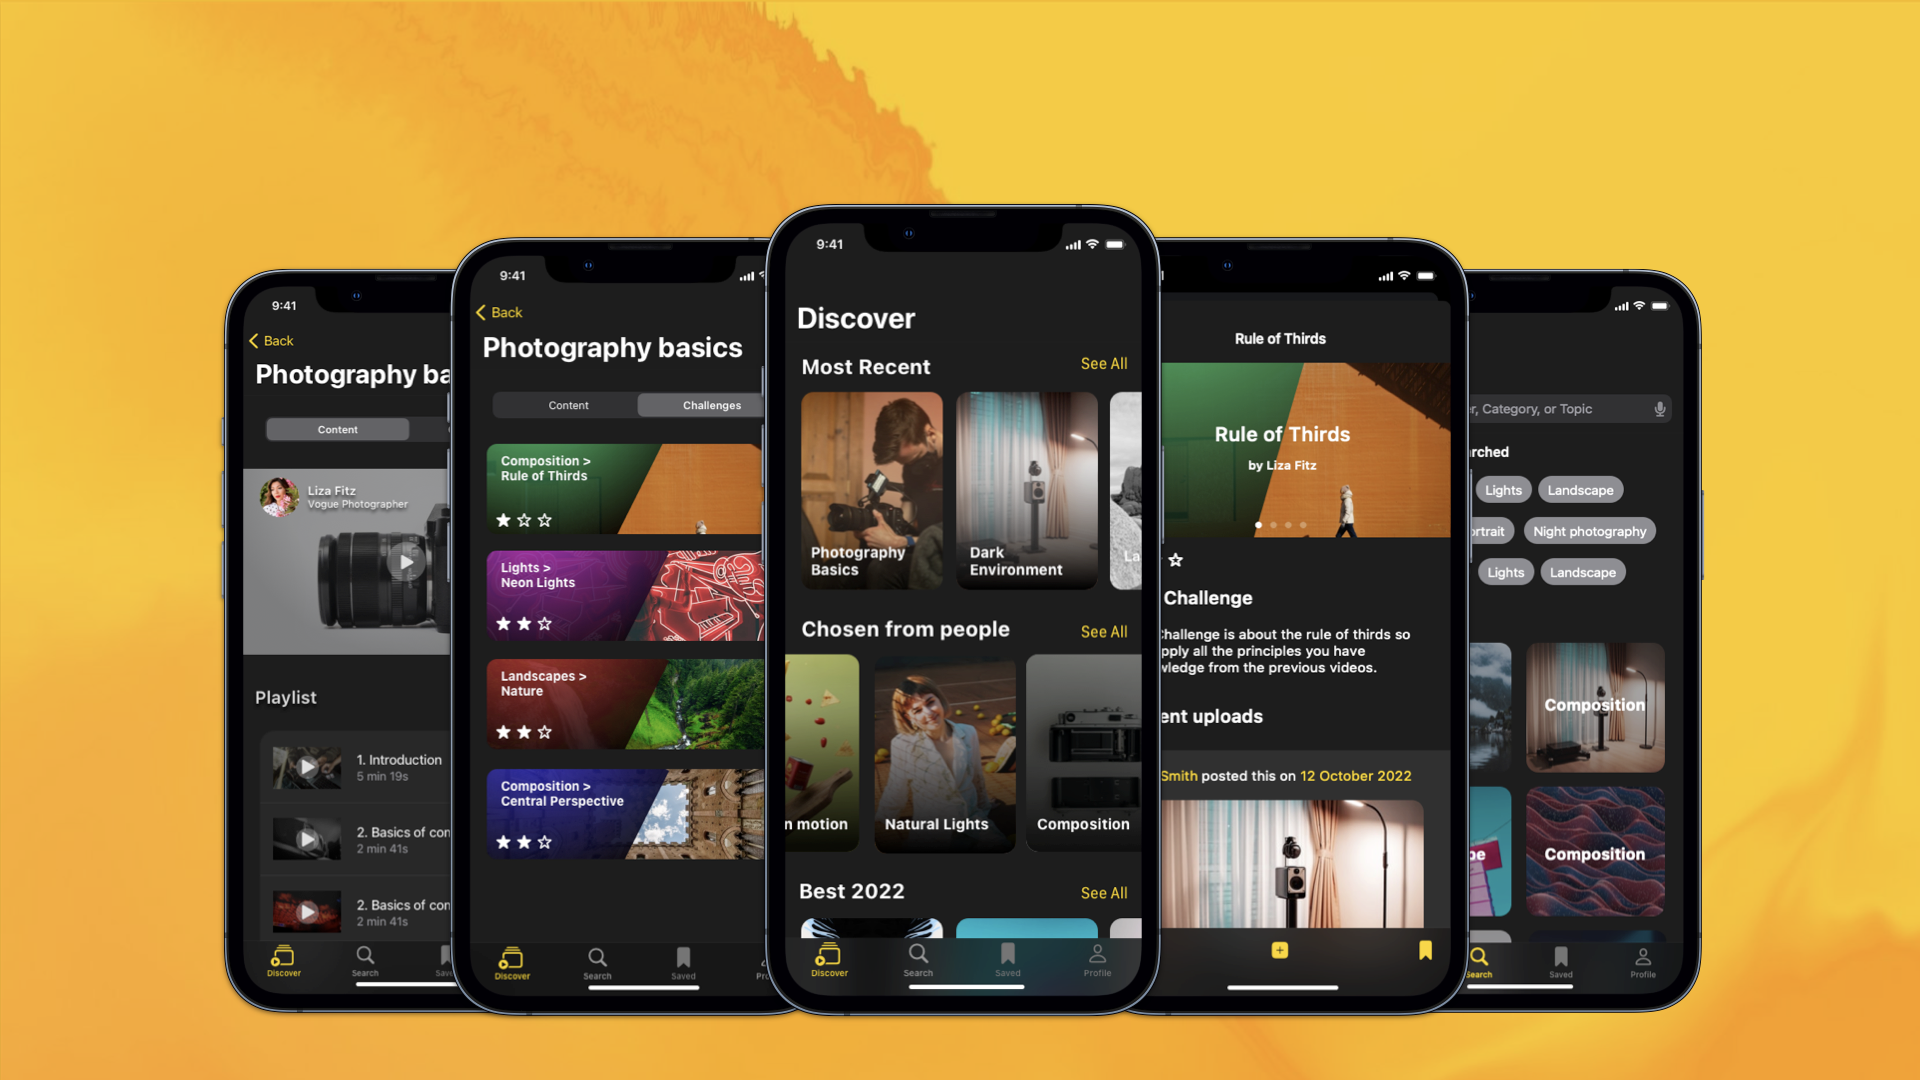 9:41
Back
Photography ba
Content
Liza Fitz
Vogue Photographer
Playlist
1. Introduction
5 min 19s
2. Basics of con
2 min 41s
2. Basics of con
2 min 41s
Discover
Search
Save
9:41
Back
Photography basics
Content
Challenges
Composition >
Rule of Thirds
Lights >
Neon Lights
Landscapes >
Nature
Composition >
Central Perspective
Discover
Search
Saved
Pro
9:41
Discover
Most Recent
See All
Photography
Basics
Dark
Environment
La
Chosen from people
See All
n motion
Natural Lights
Composition
Best 2022
See All
Discover
Search
Saved
Profile
Rule of Thirds
Rule of Thirds
by Liza Fitz
Challenge
Challenge is about the rule of thirds so
pply all the principles you have
wledge from the previous videos.
ent uploads
Smith posted this on 12 October 2022
er, Category, or Topic
rched
Lights
Landscape
ortrait
Night photography
Lights
Landscape
Composition
pe
Composition
Search
Saved
Profile